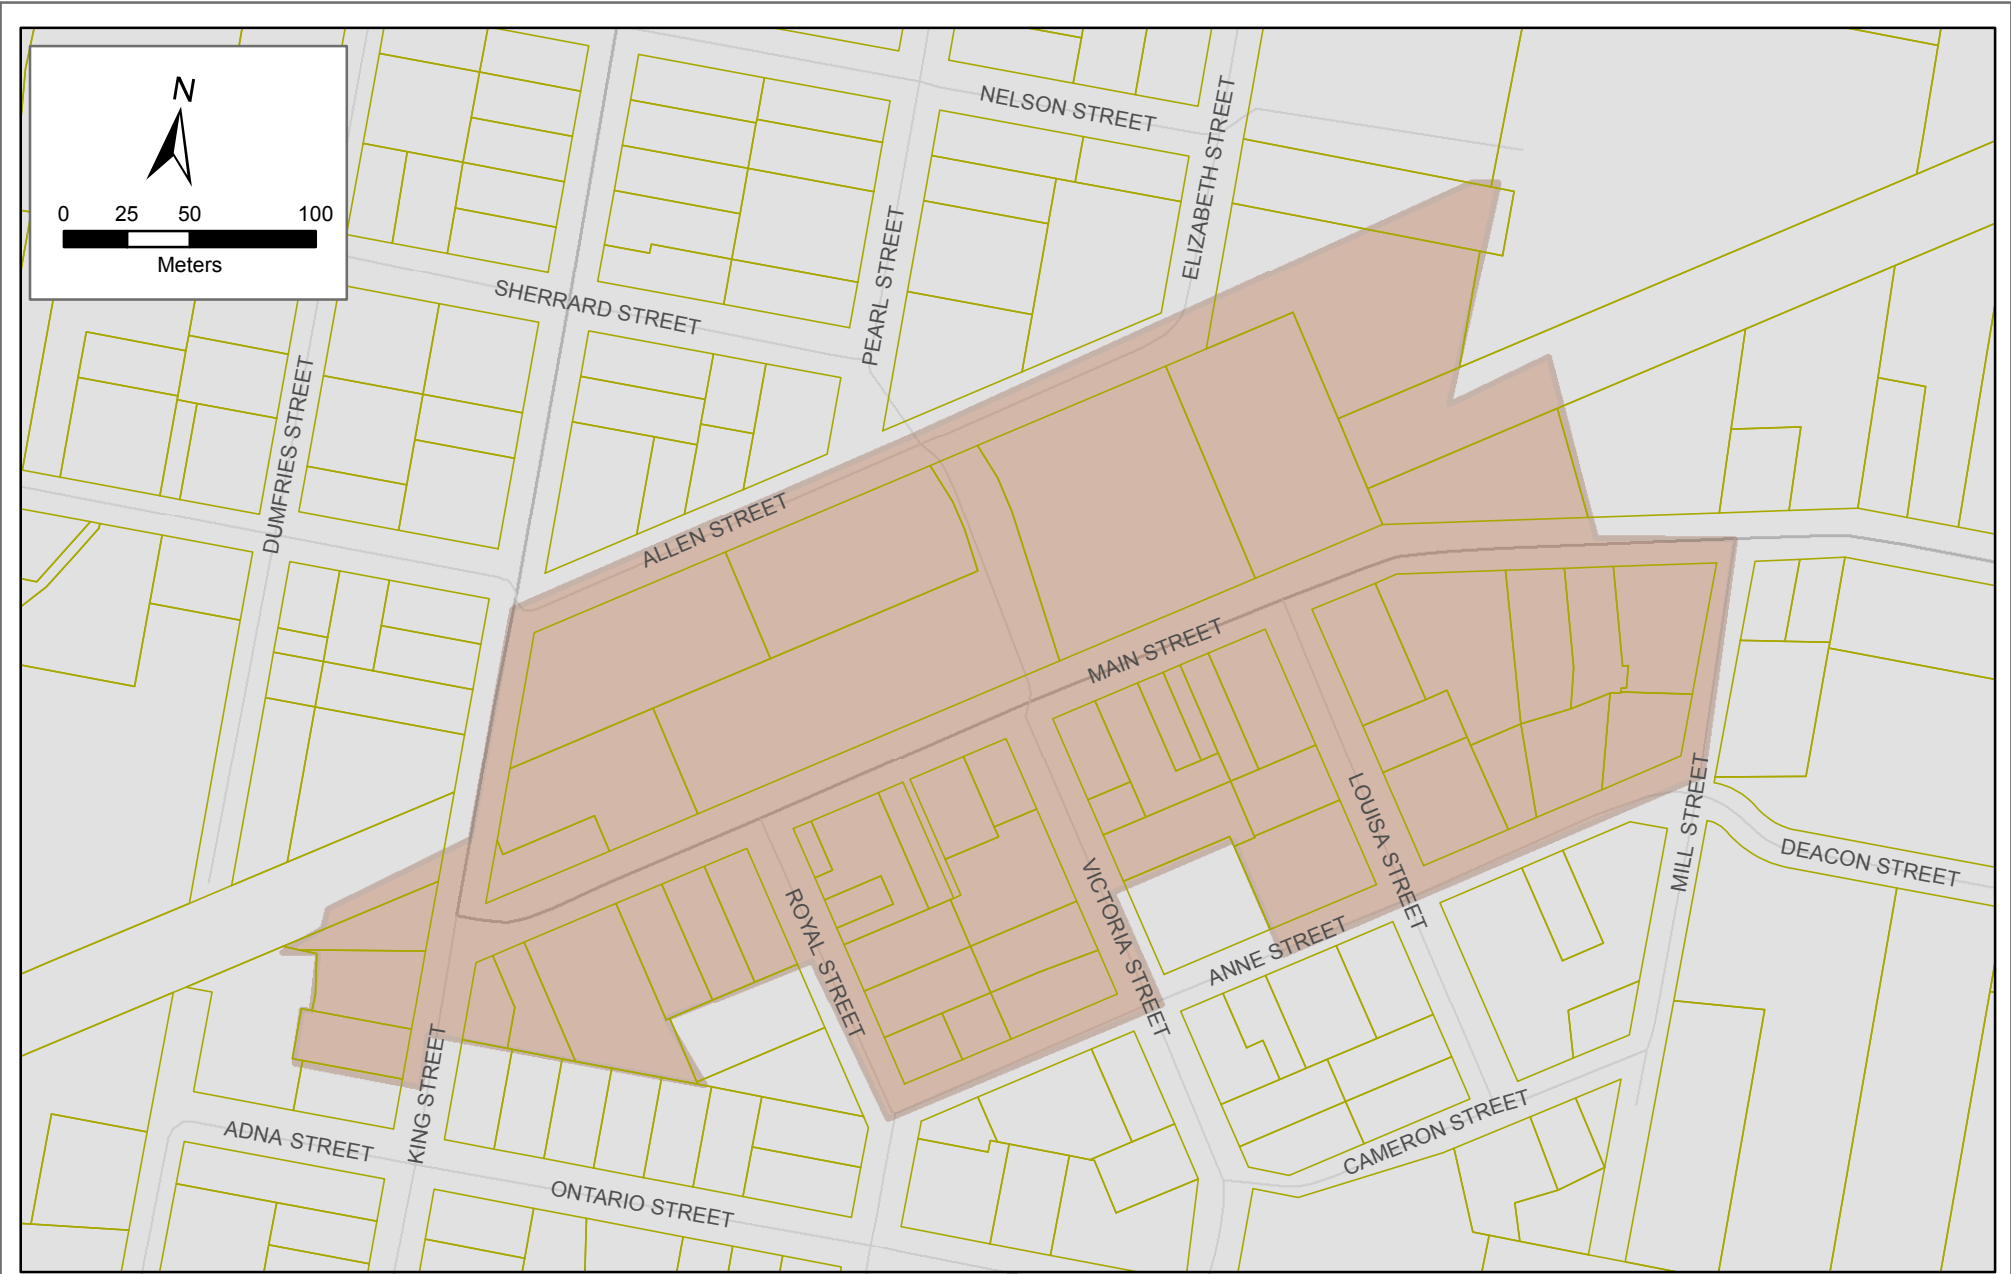 N
0 25 50 100
Meters
NELSON STREET
ELIZABETH STREET
PEARL STREET
SHERRARD STREET
DUMFRIES STREET
ALLEN STREET
MAIN STREET
LOUISA STREET
MILL STREET
DEACON STREET
VICTORIA STREET
ROYAL STREET
ANNE STREET
KING STREET
ADNA STREET
CAMERON STREET
ONTARIO STREET